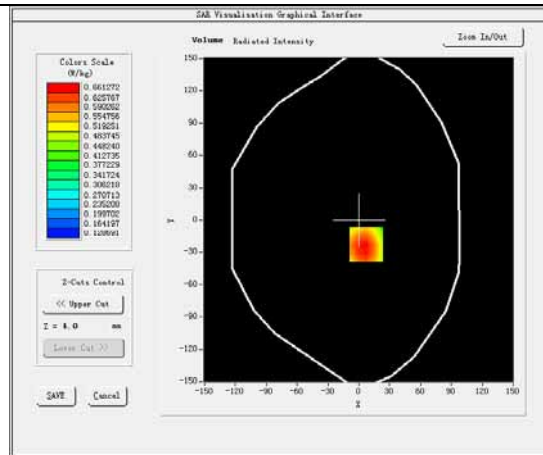 SAR Visualisation Graphical Interface
Volume Radiated Intensity
Zoom In/Out
Colors Scale
(W/kg)
0.661272
0.625767
0.590262
0.554756
0.519251
0.483745
0.448240
0.412735
0.377229
0.341724
0.306218
0.270713
0.235208
0.199702
0.164197
0.128691
Z-Cuts Control
<< Upper Cut
Z = 4.0 mm
Lower Cut >>
SAVE Cancel
150
120
90
60
30
0
-30
-60
-90
-120
-150
Y
-150 -120 -90 -60 -30 0 30 60 90 120 150
X